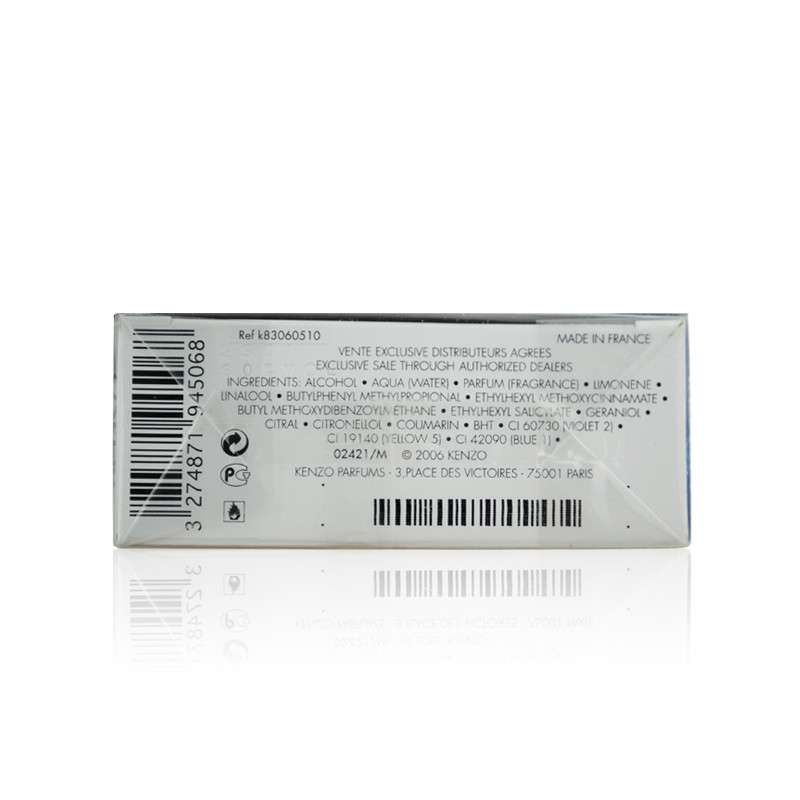 Ref k83060510
MADE IN FRANCE
VENTE EXCLUSIVE DISTRIBUTEURS AGREES
EXCLUSIVE SALE THROUGH AUTHORIZED DEALERS
INGREDIENTS: ALCOHOL • AQUA (WATER) • PARFUM (FRAGRANCE) • LIMONENE •
LINALOOL • BUTYLPHENYL METHYLPROPIONAL • ETHYLHEXYL METHOXYCINNAMATE •
BUTYL METHOXYDIBENZOYLMETHANE • ETHYLHEXYL SALICYLATE • GERANIOL •
CITRAL • CITRONELLOL • COUMARIN • BHT • CI 60730 (VIOLET 2) •
CI 19140 (YELLOW 5) • CI 42090 (BLUE 1) •
02421/M © 2006 KENZO
KENZO PARFUMS - 3,PLACE DES VICTOIRES - 75001 PARIS
3 274871 945068